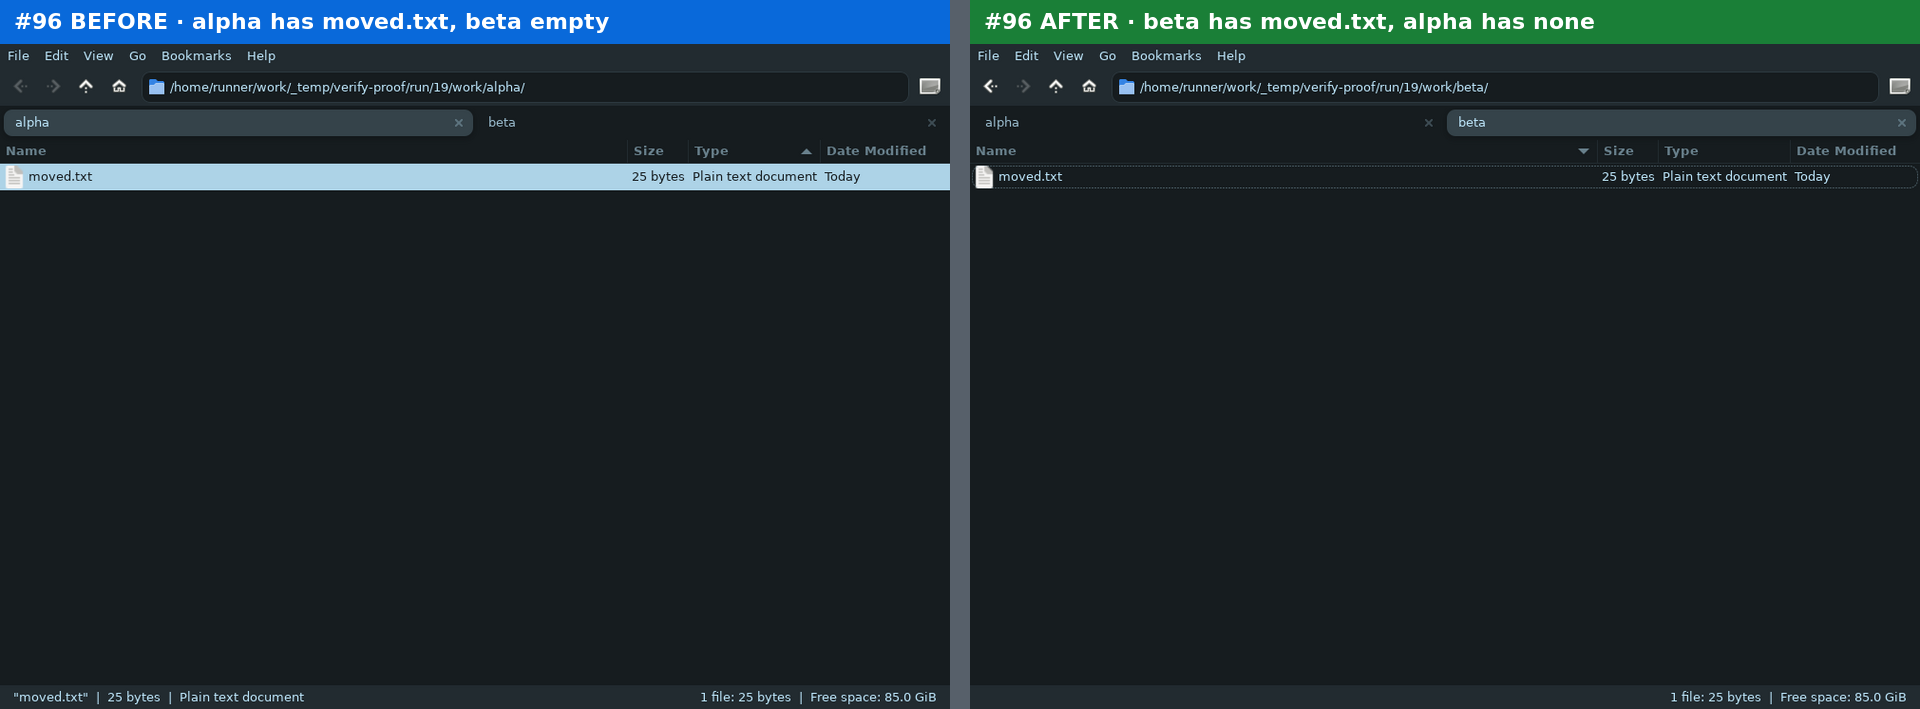 #96 BEFORE · alpha has moved.txt, beta empty
File Edit View Go Bookmarks Help
/home/runner/work/_temp/verify-proof/run/19/work/alpha/
alpha beta
Name Size Type Date Modified
moved.txt 25 bytes Plain text document Today
"moved.txt" | 25 bytes | Plain text document 1 file: 25 bytes | Free space: 85.0 GiB
#96 AFTER · beta has moved.txt, alpha has none
File Edit View Go Bookmarks Help
/home/runner/work/_temp/verify-proof/run/19/work/beta/
alpha beta
Name Size Type Date Modified
moved.txt 25 bytes Plain text document Today
1 file: 25 bytes | Free space: 85.0 GiB